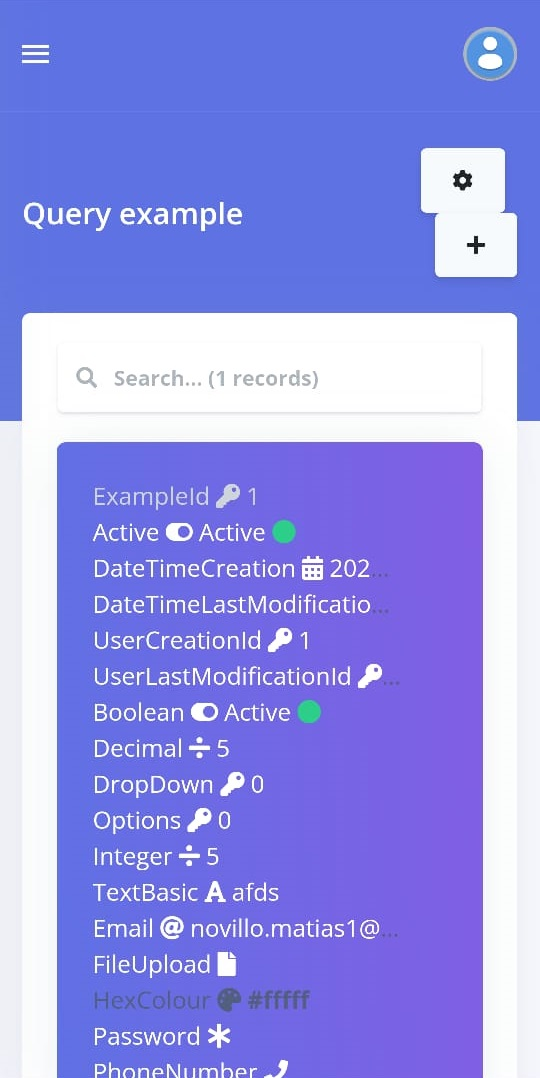 Query example
Search... (1 records)
ExampleId 1
Active Active
DateTimeCreation 202...
DateTimeLastModificatio...
UserCreationId 1
UserLastModificationId ...
Boolean Active
Decimal 5
DropDown 0
Options 0
Integer 5
TextBasic A afds
Email @ novillo.matias1@...
FileUpload
HexColour #fffff
Password
PhoneNumber